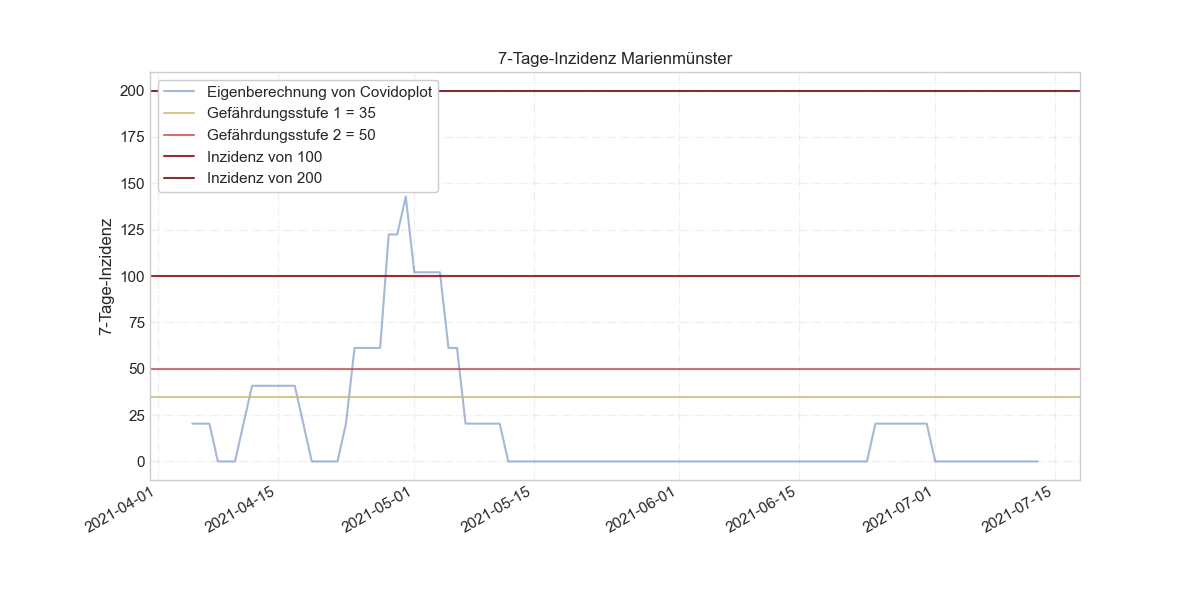 7-Tage-Inzidenz Marienmünster
Eigenberechnung von Covidoplot
Gefährdungsstufe 1 = 35
Gefährdungsstufe 2 = 50
Inzidenz von 100
Inzidenz von 200
7-Tage-Inzidenz
200
175
150
125
100
75
50
25
0
2021-04-01
2021-04-15
2021-05-01
2021-05-15
2021-06-01
2021-06-15
2021-07-01
2021-07-15